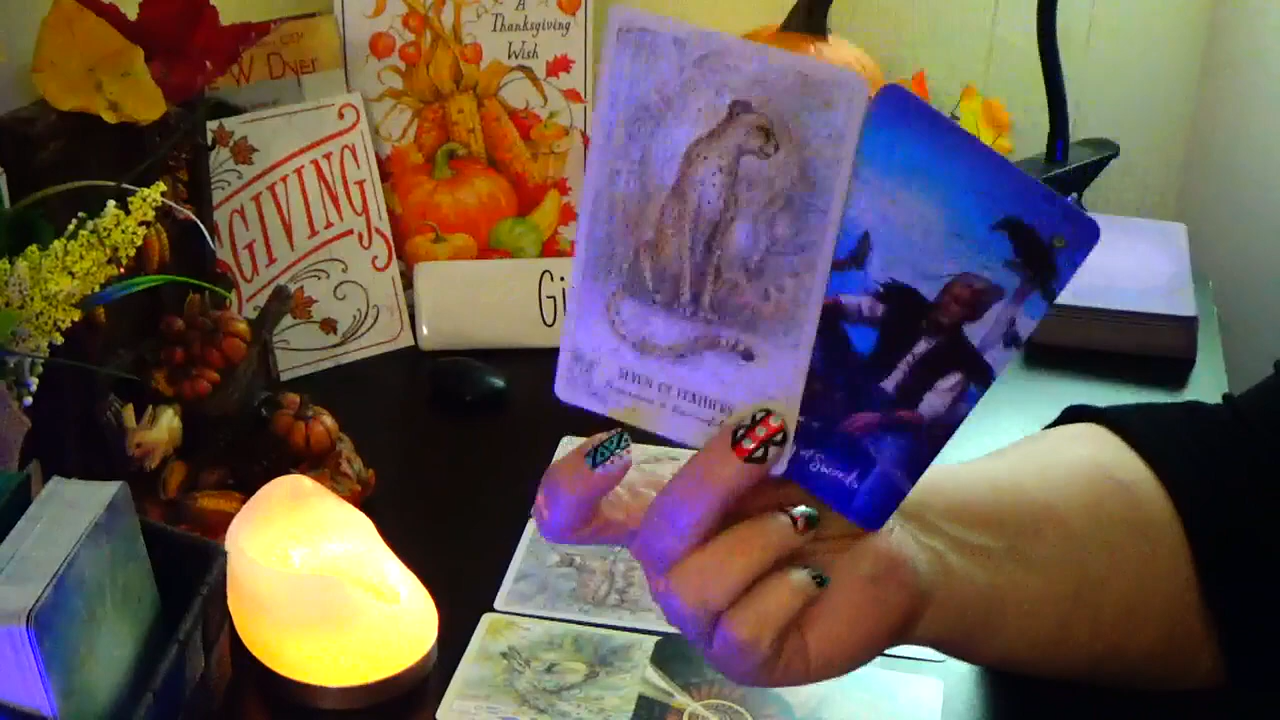 W Dyer
A
Thanksgiving
Wish
GIVING
Gi
SEVEN OF FEATHERS
of Swords